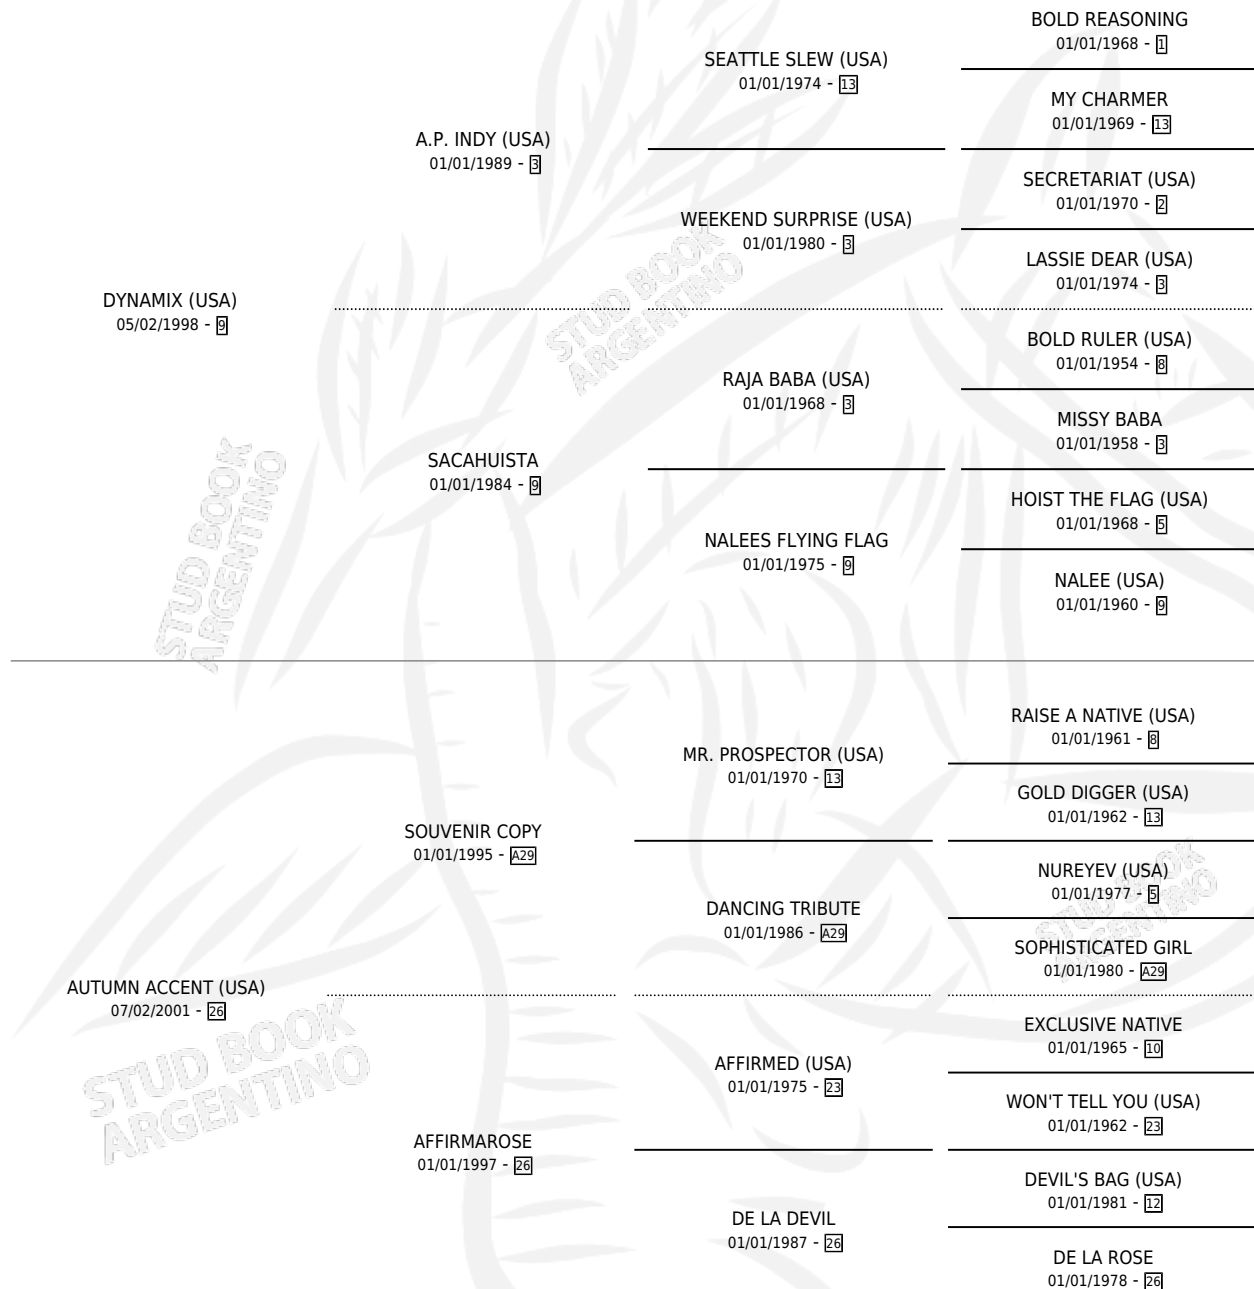 BOLD REASONING
01/01/1968 - 1
SEATTLE SLEW (USA)
01/01/1974 - 13
MY CHARMER
01/01/1969 - 13
A.P. INDY (USA)
01/01/1989 - 3
SECRETARIAT (USA)
01/01/1970 - 2
WEEKEND SURPRISE (USA)
01/01/1980 - 3
LASSIE DEAR (USA)
01/01/1974 - 3
DYNAMIX (USA)
05/02/1998 - 9
BOLD RULER (USA)
01/01/1954 - 8
RAJA BABA (USA)
01/01/1968 - 3
MISSY BABA
01/01/1958 - 3
SACAHUISTA
01/01/1984 - 9
HOIST THE FLAG (USA)
01/01/1968 - 5
NALEES FLYING FLAG
01/01/1975 - 9
NALEE (USA)
01/01/1960 - 9
RAISE A NATIVE (USA)
01/01/1961 - 8
MR. PROSPECTOR (USA)
01/01/1970 - 13
GOLD DIGGER (USA)
01/01/1962 - 13
SOUVENIR COPY
01/01/1995 - A29
NUREYEV (USA)
01/01/1977 - 5
DANCING TRIBUTE
01/01/1986 - A29
SOPHISTICATED GIRL
01/01/1980 - A29
AUTUMN ACCENT (USA)
07/02/2001 - 26
EXCLUSIVE NATIVE
01/01/1965 - 10
AFFIRMED (USA)
01/01/1975 - 23
WON'T TELL YOU (USA)
01/01/1962 - 23
AFFIRMAROSE
01/01/1997 - 26
DEVIL'S BAG (USA)
01/01/1981 - 12
DE LA DEVIL
01/01/1987 - 26
DE LA ROSE
01/01/1978 - 26
STUD BOOK
ARGENTINO
STUD BOOK
ARGENTINO
STUD BOOK
ARGENTINO
STUD BOOK
ARGENTINO